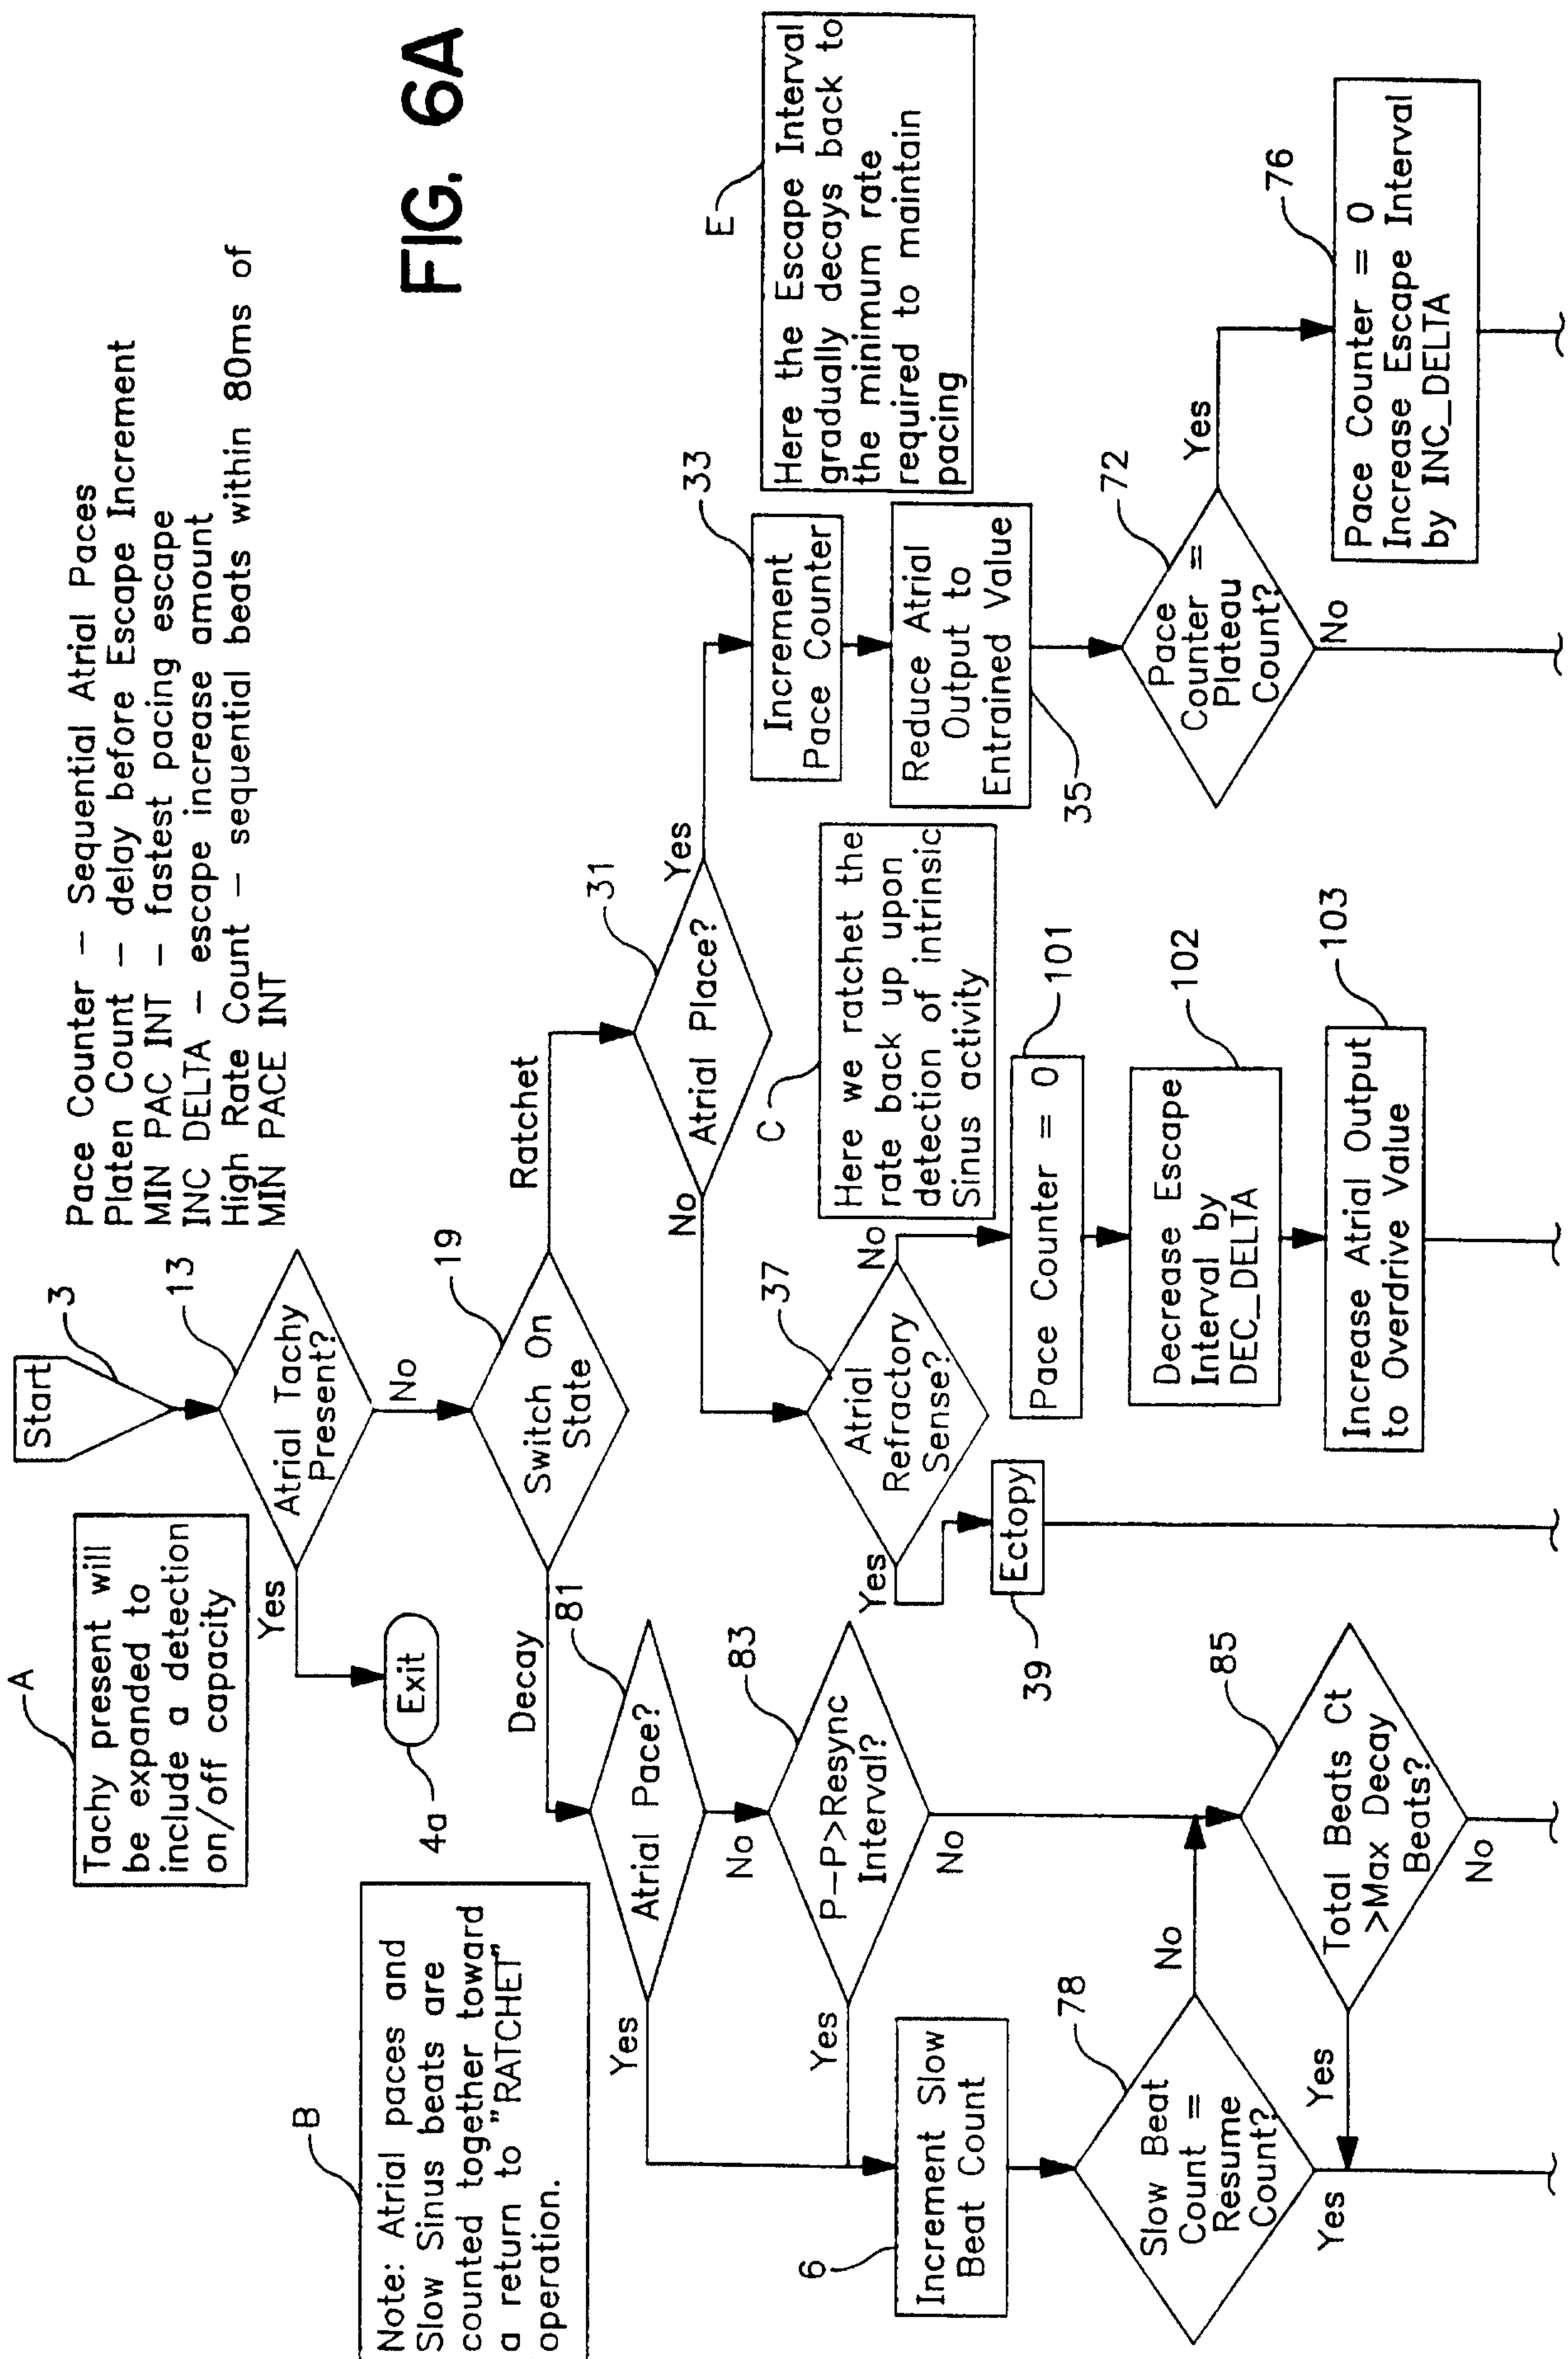 FIG. 6A
Pace Counter – Sequential Atrial Paces
Platen Count – delay before Escape Increment
MIN PAC INT – fastest pacing escape
INC DELTA – escape increase amount
High Rate Count – sequential beats within 80ms of
MIN PACE INT
A
Tachy present will
be expanded to
include a detection
on/off capacity
Start
3
13
Atrial Tachy
Present?
Yes
No
Exit
4a
19
Switch On
State
Decay
Ratchet
B
Note: Atrial paces and
Slow Sinus beats are
counted together toward
a return to "RATCHET"
operation.
81
Atrial Pace?
Yes
No
83
P–P>Resync
Interval?
Yes
No
6
Increment Slow
Beat Count
78
Slow Beat
Count =
Resume
Count?
No
Yes
85
Total Beats Ct
>Max Decay
Beats?
Yes
No
31
Atrial Place?
No
Yes
37
Atrial
Refractory
Sense?
Yes
No
39
Ectopy
C
Here we ratchet the
rate back up upon
detection of intrinsic
Sinus activity
Pace Counter = 0
101
Decrease Escape
Interval by
DEC_DELTA
102
Increase Atrial Output
to Overdrive Value
103
33
Increment
Pace Counter
Reduce Atrial
Output to
Entrained Value
35
E
Here the Escape Interval
gradually decays back to
the minimum rate
required to maintain
pacing
72
Pace
Counter =
Plateau
Count?
Yes
No
76
Pace Counter = 0
Increase Escape Interval
by INC_DELTA